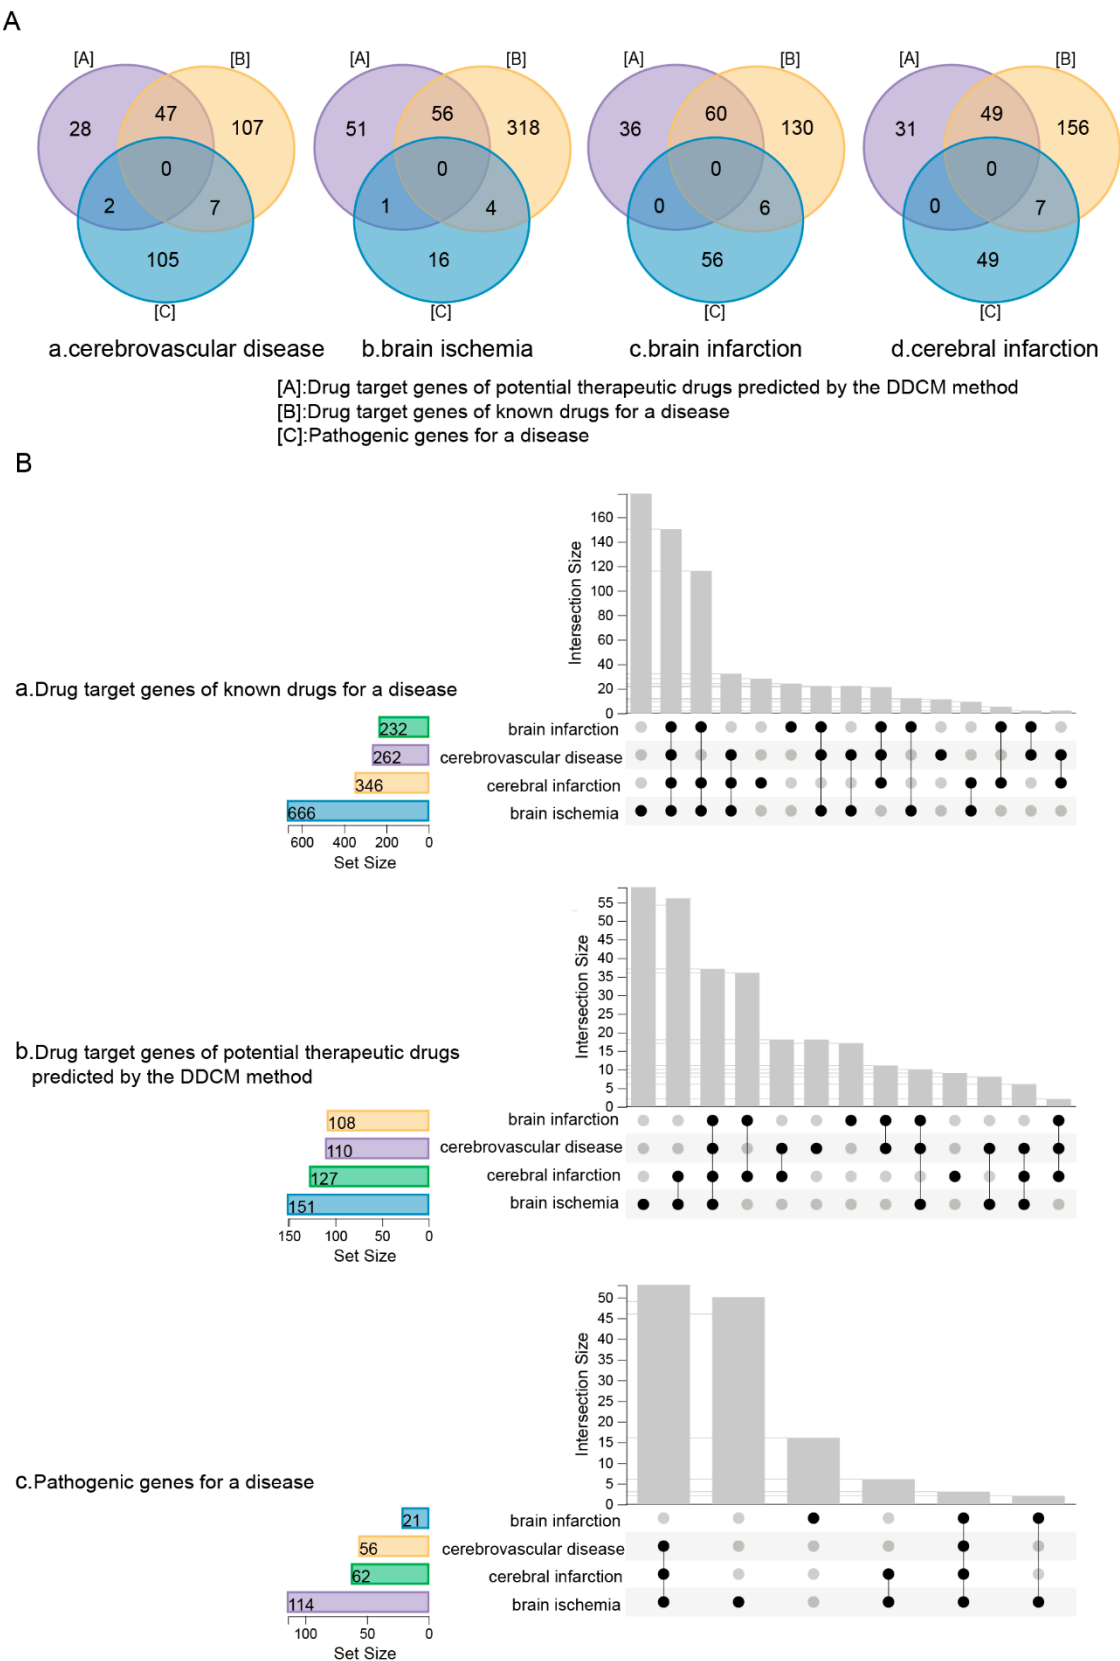 A
[A] [B] [A] [B] [A] [B] [A] [B]
28 47 107 51 56 318 36 60 130 31 49 156
0 0 0 0
2 7 1 4 0 6 0 7
105 16 56 49
[C] [C] [C] [C]
a.cerebrovascular disease b.brain ischemia c.brain infarction d.cerebral infarction
[A]:Drug target genes of potential therapeutic drugs predicted by the DDCM method
[B]:Drug target genes of known drugs for a disease
[C]:Pathogenic genes for a disease
B
a.Drug target genes of known drugs for a disease
Intersection Size
160
140
120
100
80
60
40
20
0
232 brain infarction
262 cerebrovascular disease
346 cerebral infarction
666 brain ischemia
600 400 200 0
Set Size
b.Drug target genes of potential therapeutic drugs
predicted by the DDCM method
Intersection Size
55
50
45
40
35
30
25
20
15
10
5
0
108 brain infarction
110 cerebrovascular disease
127 cerebral infarction
151 brain ischemia
150 100 50 0
Set Size
c.Pathogenic genes for a disease
Intersection Size
50
45
40
35
30
25
20
15
10
5
0
21 brain infarction
56 cerebrovascular disease
62 cerebral infarction
114 brain ischemia
100 50 0
Set Size